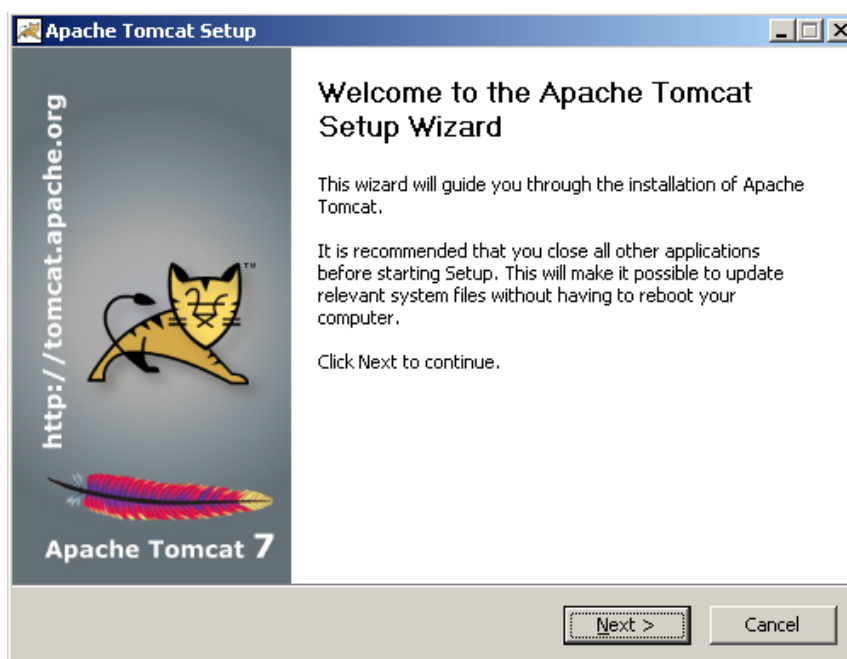 Apache Tomcat Setup
http://tomcat.apache.org
TM
Apache Tomcat 7
Welcome to the Apache Tomcat
Setup Wizard
This wizard will guide you through the installation of Apache
Tomcat.
It is recommended that you close all other applications
before starting Setup. This will make it possible to update
relevant system files without having to reboot your
computer.
Click Next to continue.
Next >
Cancel